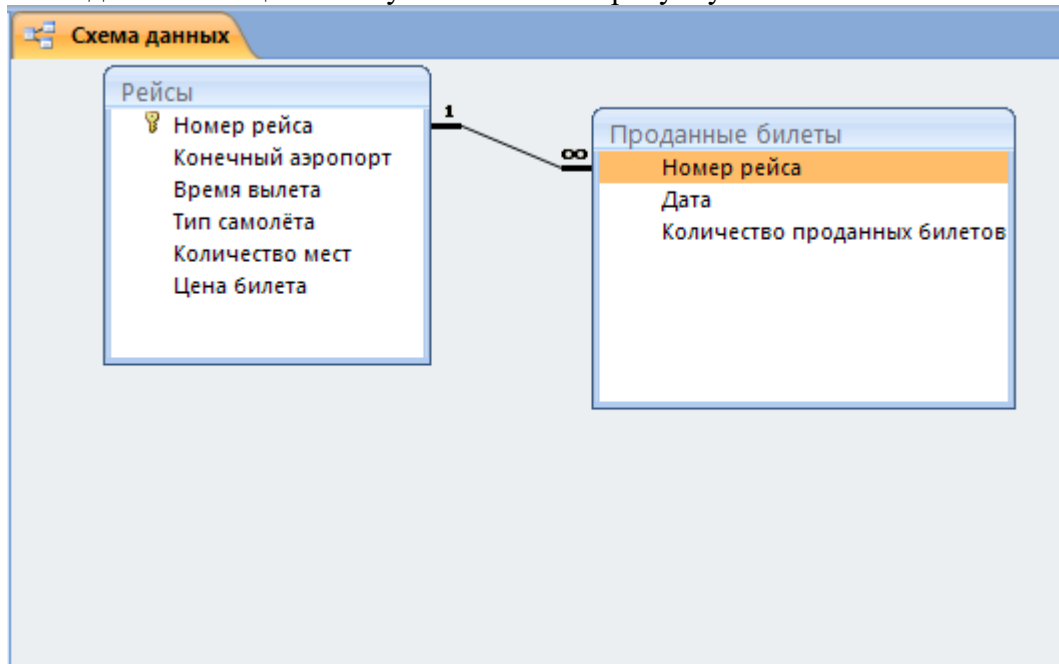 Схема данных
Рейсы
Номер рейса
Конечный аэропорт
Время вылета
Тип самолёта
Количество мест
Цена билета
1
∞
Проданные билеты
Номер рейса
Дата
Количество проданных билетов